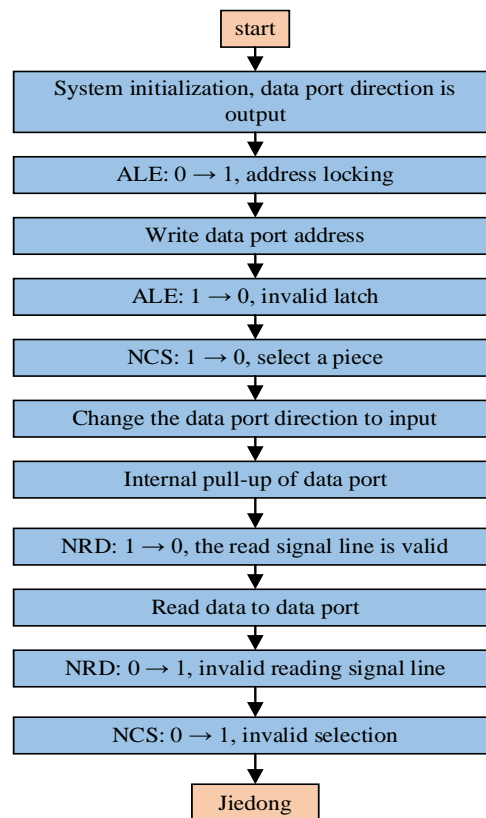 start
System initialization, data port direction is
output
ALE: 0 → 1, address locking
Write data port address
ALE: 1 → 0, invalid latch
NCS: 1 → 0, select a piece
Change the data port direction to input
Internal pull-up of data port
NRD: 1 → 0, the read signal line is valid
Read data to data port
NRD: 0 → 1, invalid reading signal line
NCS: 0 → 1, invalid selection
Jiedong